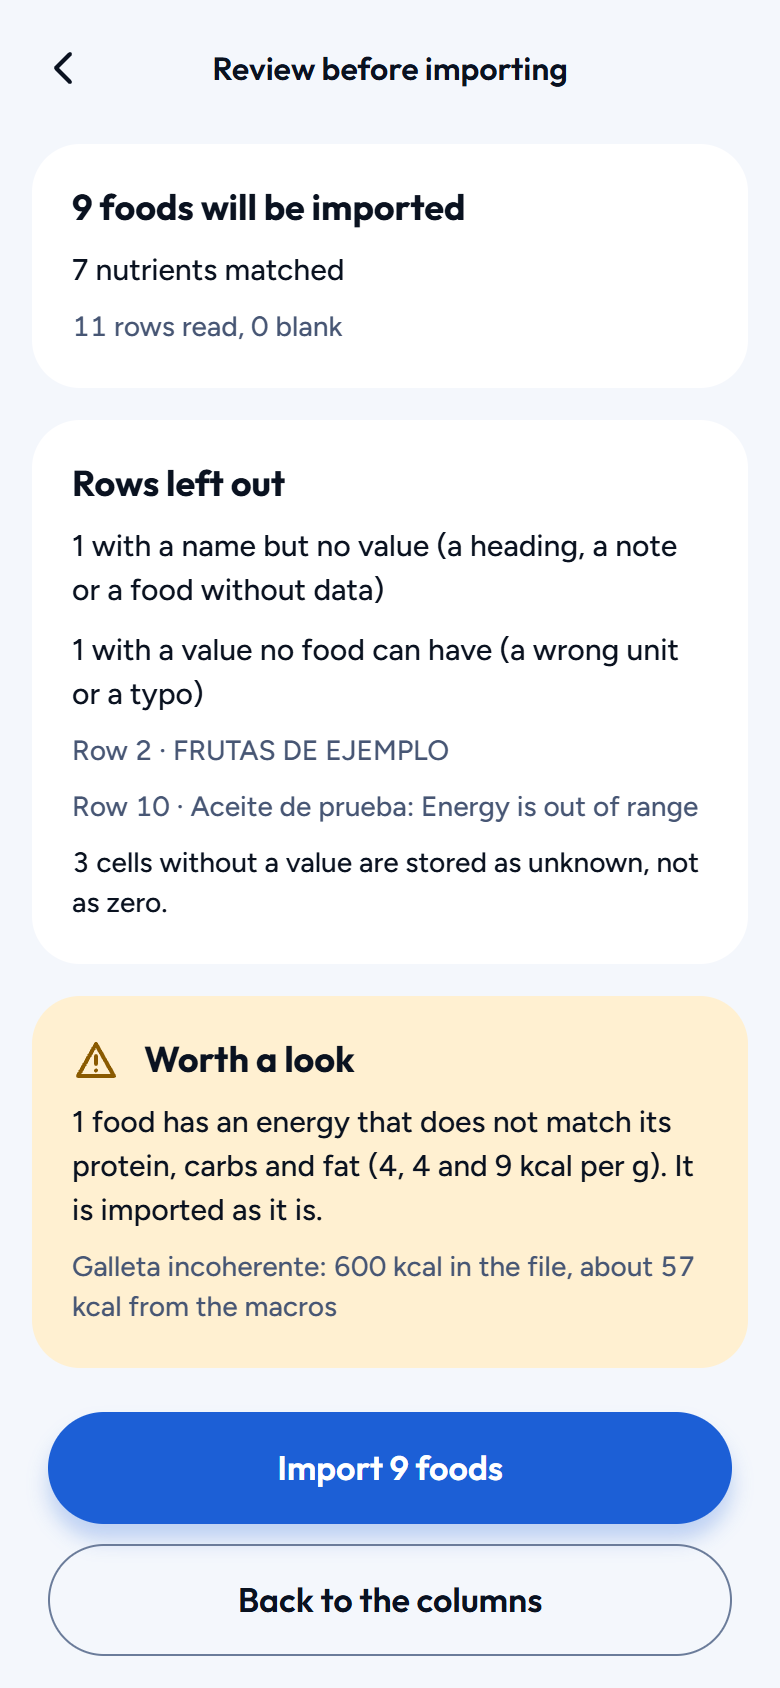 Review before importing
9 foods will be imported
7 nutrients matched
11 rows read, 0 blank
Rows left out
1 with a name but no value (a heading, a note
or a food without data)
1 with a value no food can have (a wrong unit
or a typo)
Row 2 · FRUTAS DE EJEMPLO
Row 10 · Aceite de prueba: Energy is out of range
3 cells without a value are stored as unknown, not
as zero.
Worth a look
1 food has an energy that does not match its
protein, carbs and fat (4, 4 and 9 kcal per g). It
is imported as it is.
Galleta incoherente: 600 kcal in the file, about 57
kcal from the macros
Import 9 foods
Back to the columns